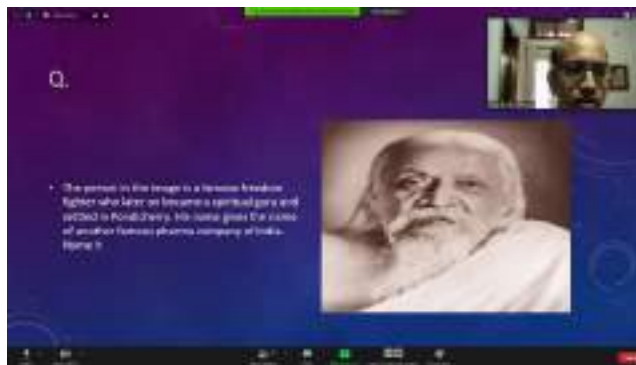 Q.
• The person in the image is a famous freedom
fighter who later on became a spiritual guru and
settled in Pondicherry. His name gives the name
of another famous pharma company of India.
Name it